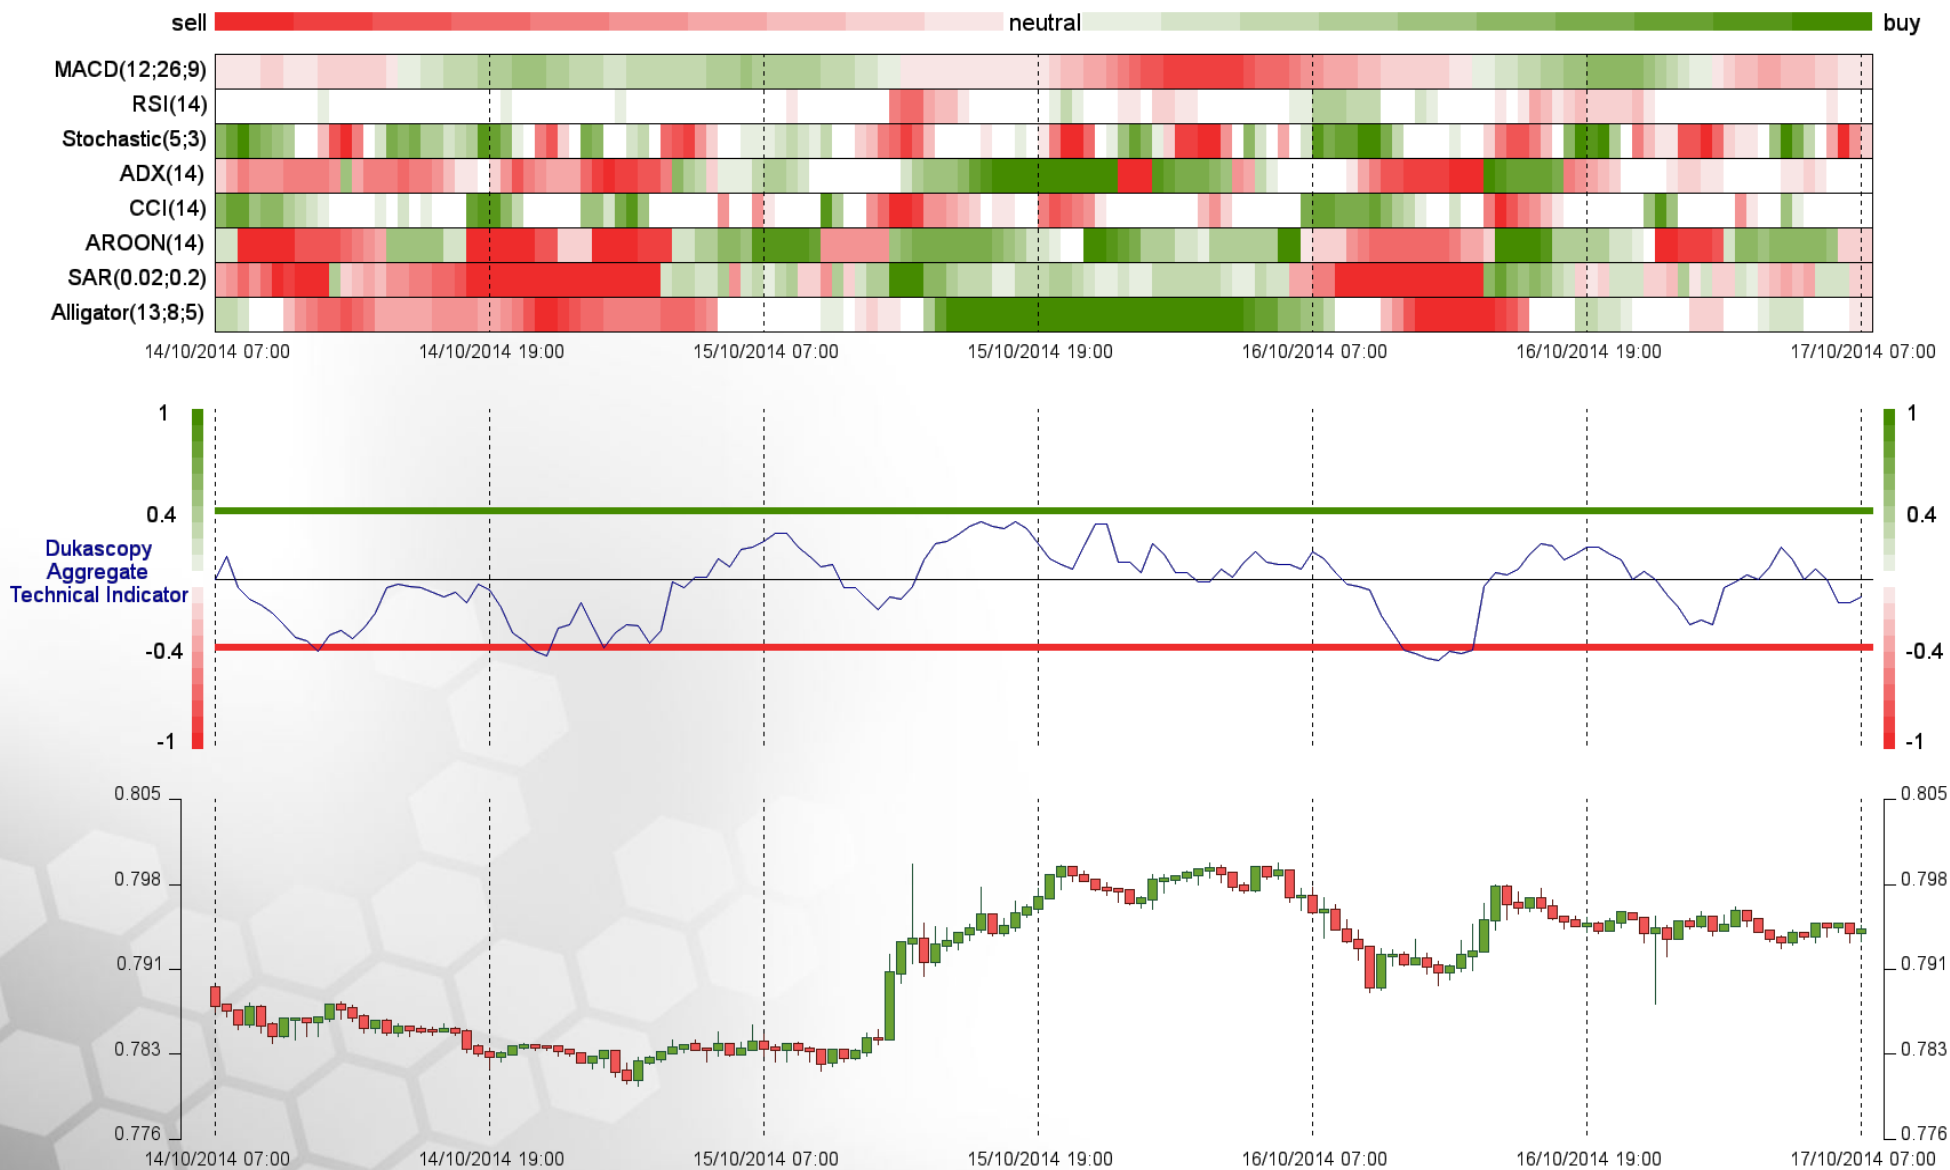 sell neutral buy
MACD(12;26;9)
RSI(14)
Stochastic(5;3)
ADX(14)
CCI(14)
AROON(14)
SAR(0.02;0.2)
Alligator(13;8;5)
14/10/2014 07:00 14/10/2014 19:00 15/10/2014 07:00 15/10/2014 19:00 16/10/2014 07:00 16/10/2014 19:00 17/10/2014 07:00
1 1
0.4 0.4
Dukascopy
Aggregate
Technical Indicator
-0.4 -0.4
-1 -1
0.805 0.805
0.798 0.798
0.791 0.791
0.783 0.783
0.776 0.776
14/10/2014 07:00 14/10/2014 19:00 15/10/2014 07:00 15/10/2014 19:00 16/10/2014 07:00 16/10/2014 19:00 17/10/2014 07:00